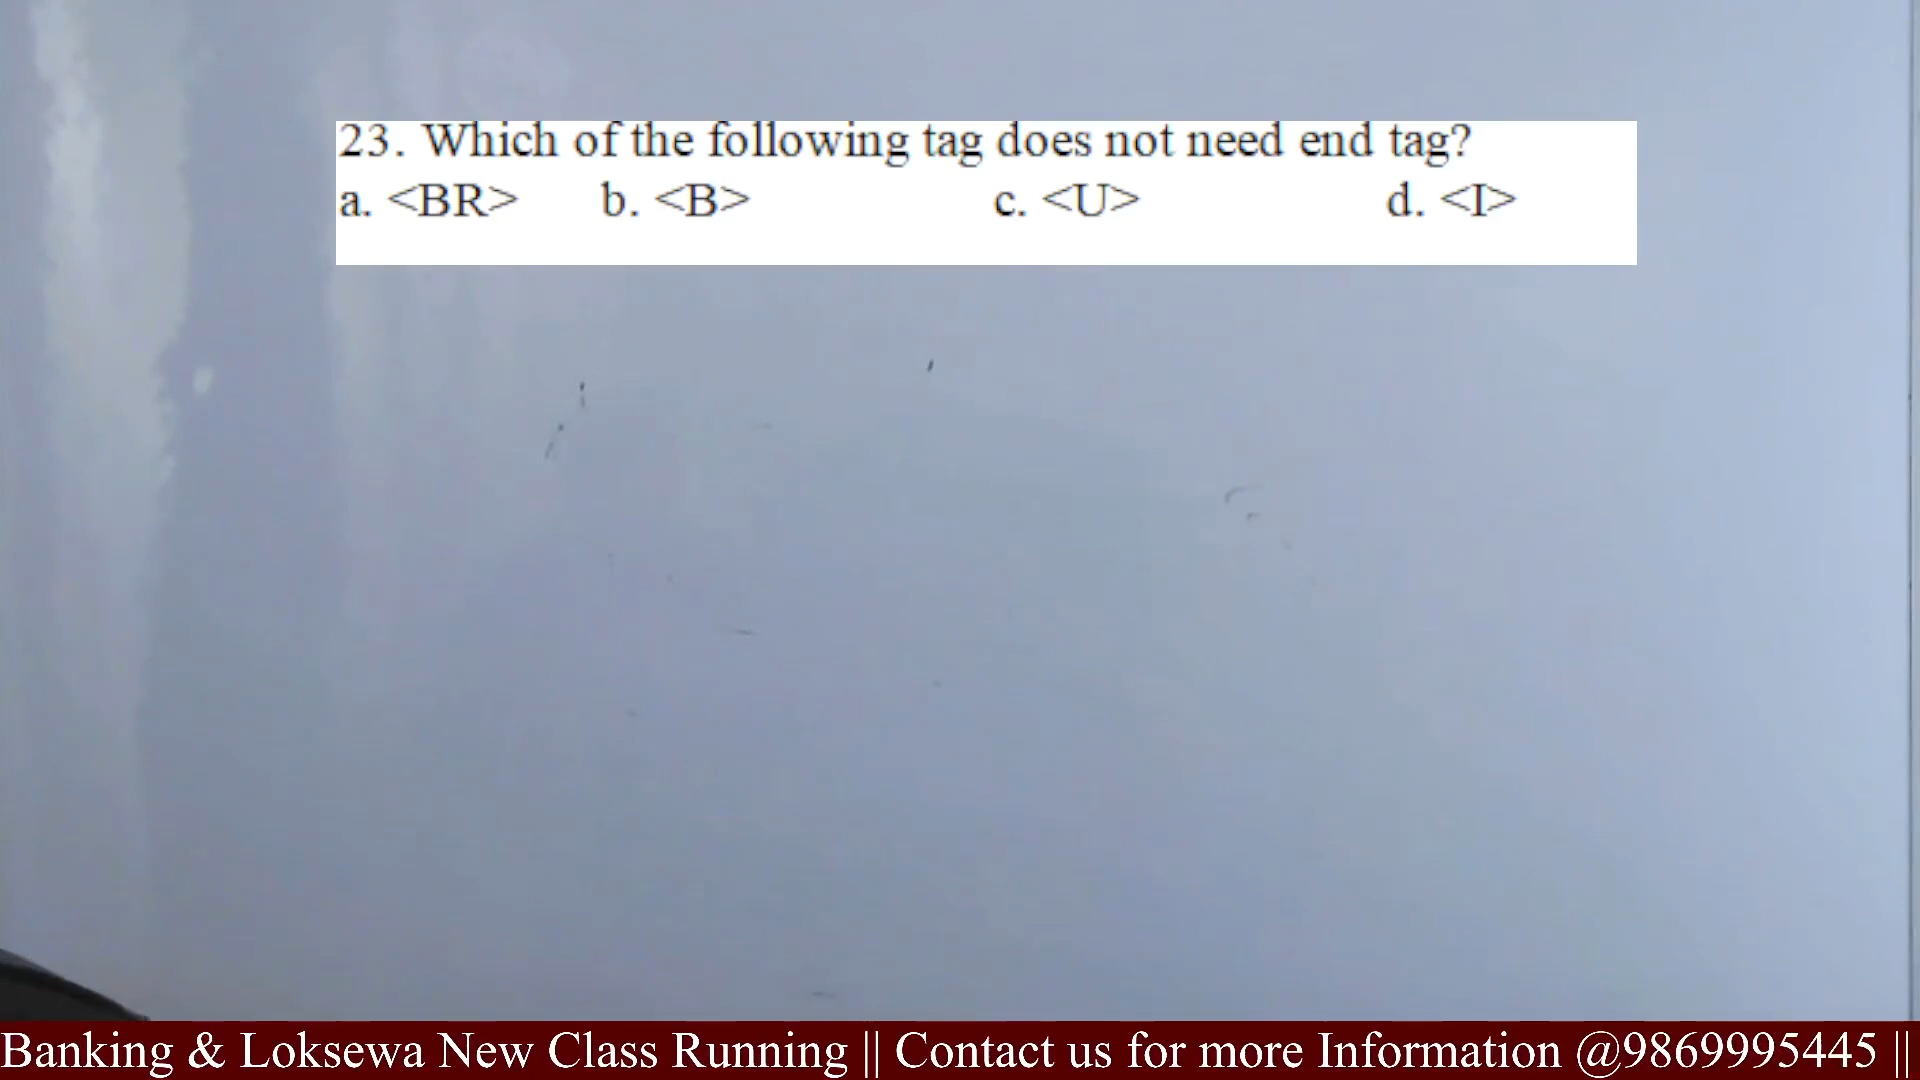 23. Which of the following tag does not need end tag?
a. <BR> b. <B> c. <U> d. <I>
Banking & Loksewa New Class Running || Contact us for more Information @9869995445 ||